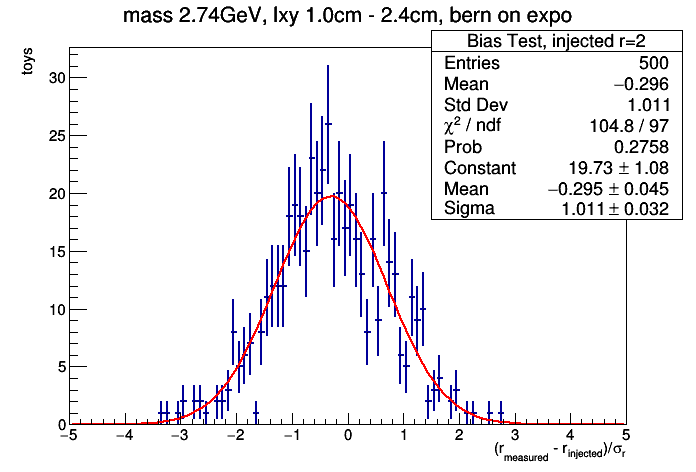 mass 2.74GeV, lxy 1.0cm - 2.4cm, bern on expo
Bias Test, injected r=2
Entries 500
Mean −0.296
Std Dev 1.011
χ² / ndf 104.8 / 97
Prob 0.2758
Constant 19.73 ± 1.08
Mean −0.295 ± 0.045
Sigma 1.011 ± 0.032
toys
30
25
20
15
10
5
0
−5 −4 −3 −2 −1 0 1 2 3 4 5
(r_measured - r_injected)/σ_r